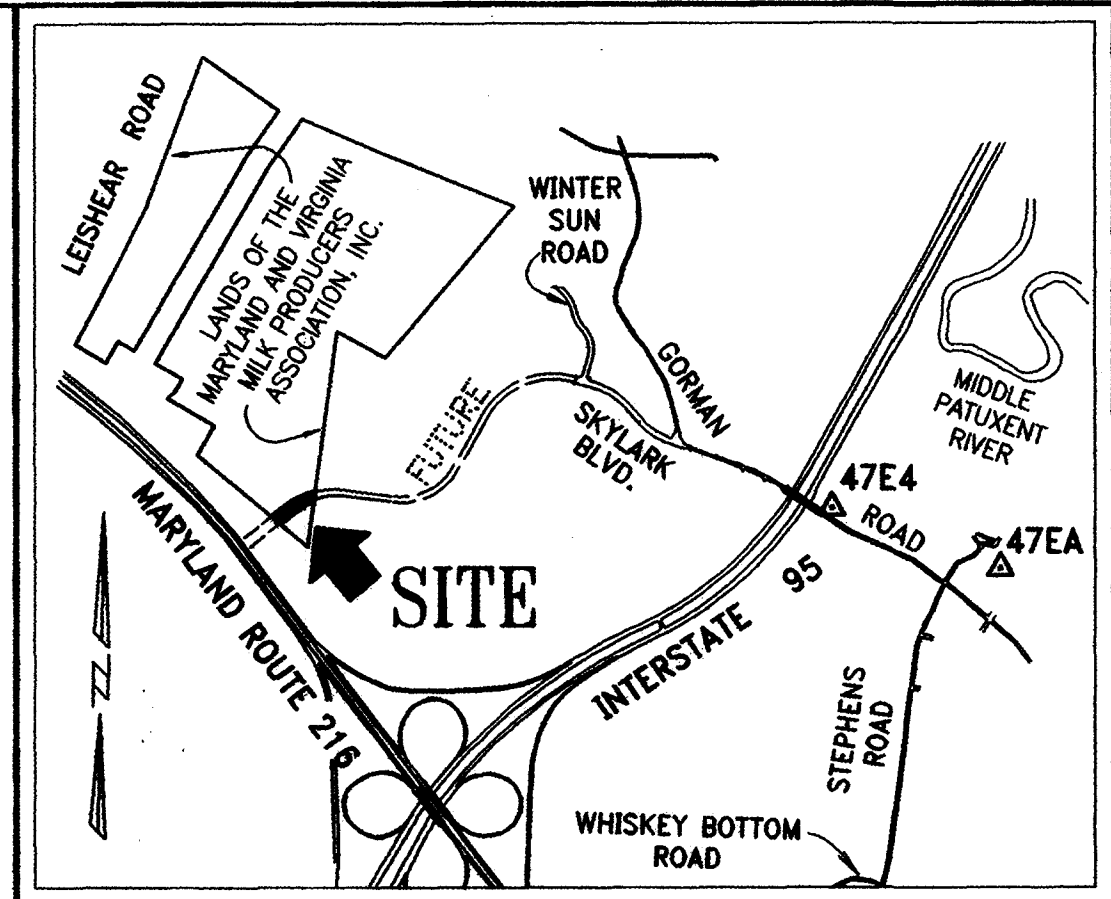 LEISHEAR ROAD
LANDS OF THE
MARYLAND AND VIRGINIA
MILK PRODUCERS
ASSOCIATION, INC.
WINTER
SUN
ROAD
GORMAN
ROAD
FUTURE
SKYLARK
BLVD.
MIDDLE
PATUXENT
RIVER
47E4
47EA
SITE
MARYLAND ROUTE 216
INTERSTATE 95
STEPHENS
ROAD
WHISKEY BOTTOM
ROAD
N